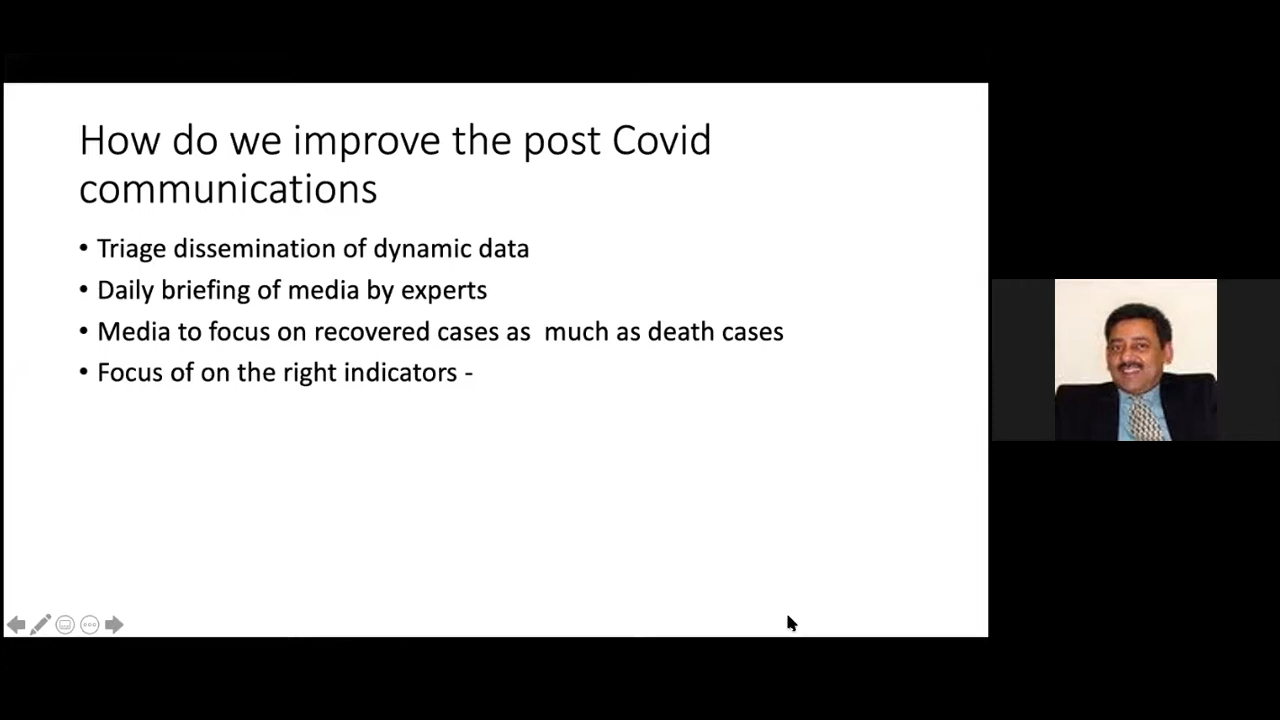 How do we improve the post Covid
communications
• Triage dissemination of dynamic data
• Daily briefing of media by experts
• Media to focus on recovered cases as  much as death cases
• Focus of on the right indicators -